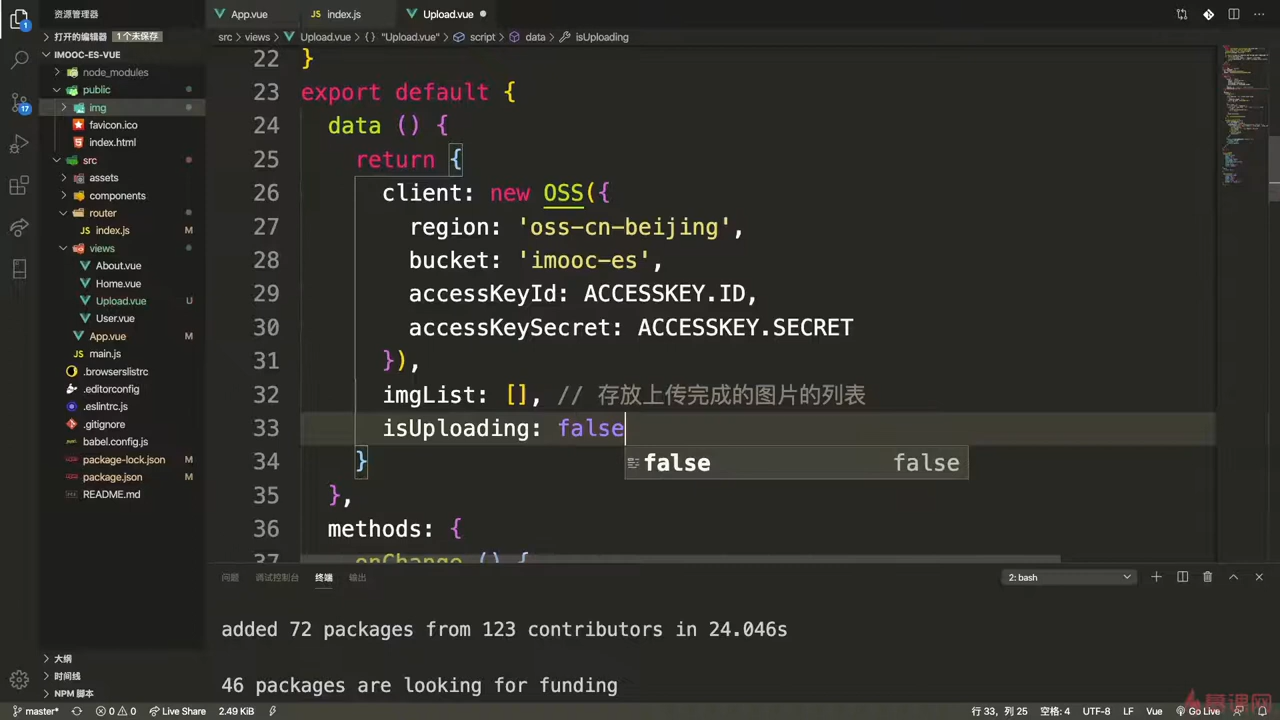 资源管理器
App.vue
index.js
Upload.vue
打开的编辑器 1 个未保存
src > views > Upload.vue > {} "Upload.vue" > script > data > isUploading
IMOOC-ES-VUE
node_modules
public
img
favicon.ico
index.html
src
assets
components
router
index.js M
views
About.vue
Home.vue
Upload.vue U
User.vue
App.vue M
main.js
.browserslistrc
.editorconfig
.eslintrc.js
.gitignore
babel.config.js
package-lock.json M
package.json M
README.md
大纲
时间线
NPM 脚本
1
17
22 }
23 export default {
24 data () {
25 return {
26 client: new OSS({
27 region: 'oss-cn-beijing',
28 bucket: 'imooc-es',
29 accessKeyId: ACCESSKEY.ID,
30 accessKeySecret: ACCESSKEY.SECRET
31 }),
32 imgList: [], // 存放上传完成的图片的列表
33 isUploading: false
false false
34 }
35 },
36 methods: {
37 onChange () {
问题 调试控制台 终端 输出
2: bash
added 72 packages from 123 contributors in 24.046s
46 packages are looking for funding
master* 0 0 Live Share 2.49 KiB
行 33，列 25 空格: 4 UTF-8 LF Vue Go Live
慕课网